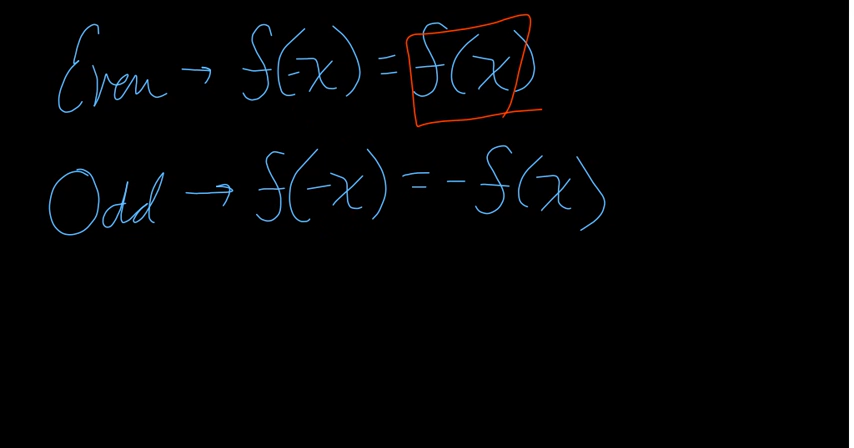 Even → f(-x) = f(x)
Odd → f(-x) = - f(x)